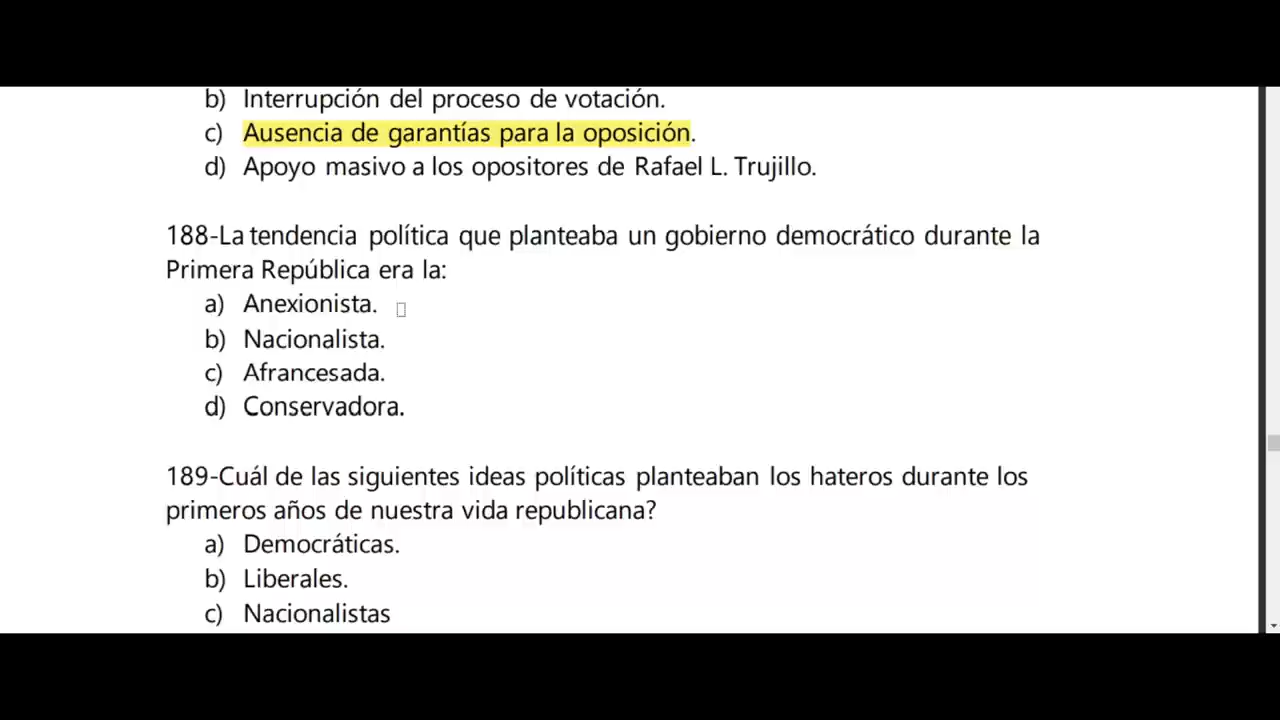 b) Interrupción del proceso de votación.
c) Ausencia de garantías para la oposición.
d) Apoyo masivo a los opositores de Rafael L. Trujillo.
188-La tendencia política que planteaba un gobierno democrático durante la
Primera República era la:
a) Anexionista.
b) Nacionalista.
c) Afrancesada.
d) Conservadora.
189-Cuál de las siguientes ideas políticas planteaban los hateros durante los
primeros años de nuestra vida republicana?
a) Democráticas.
b) Liberales.
c) Nacionalistas